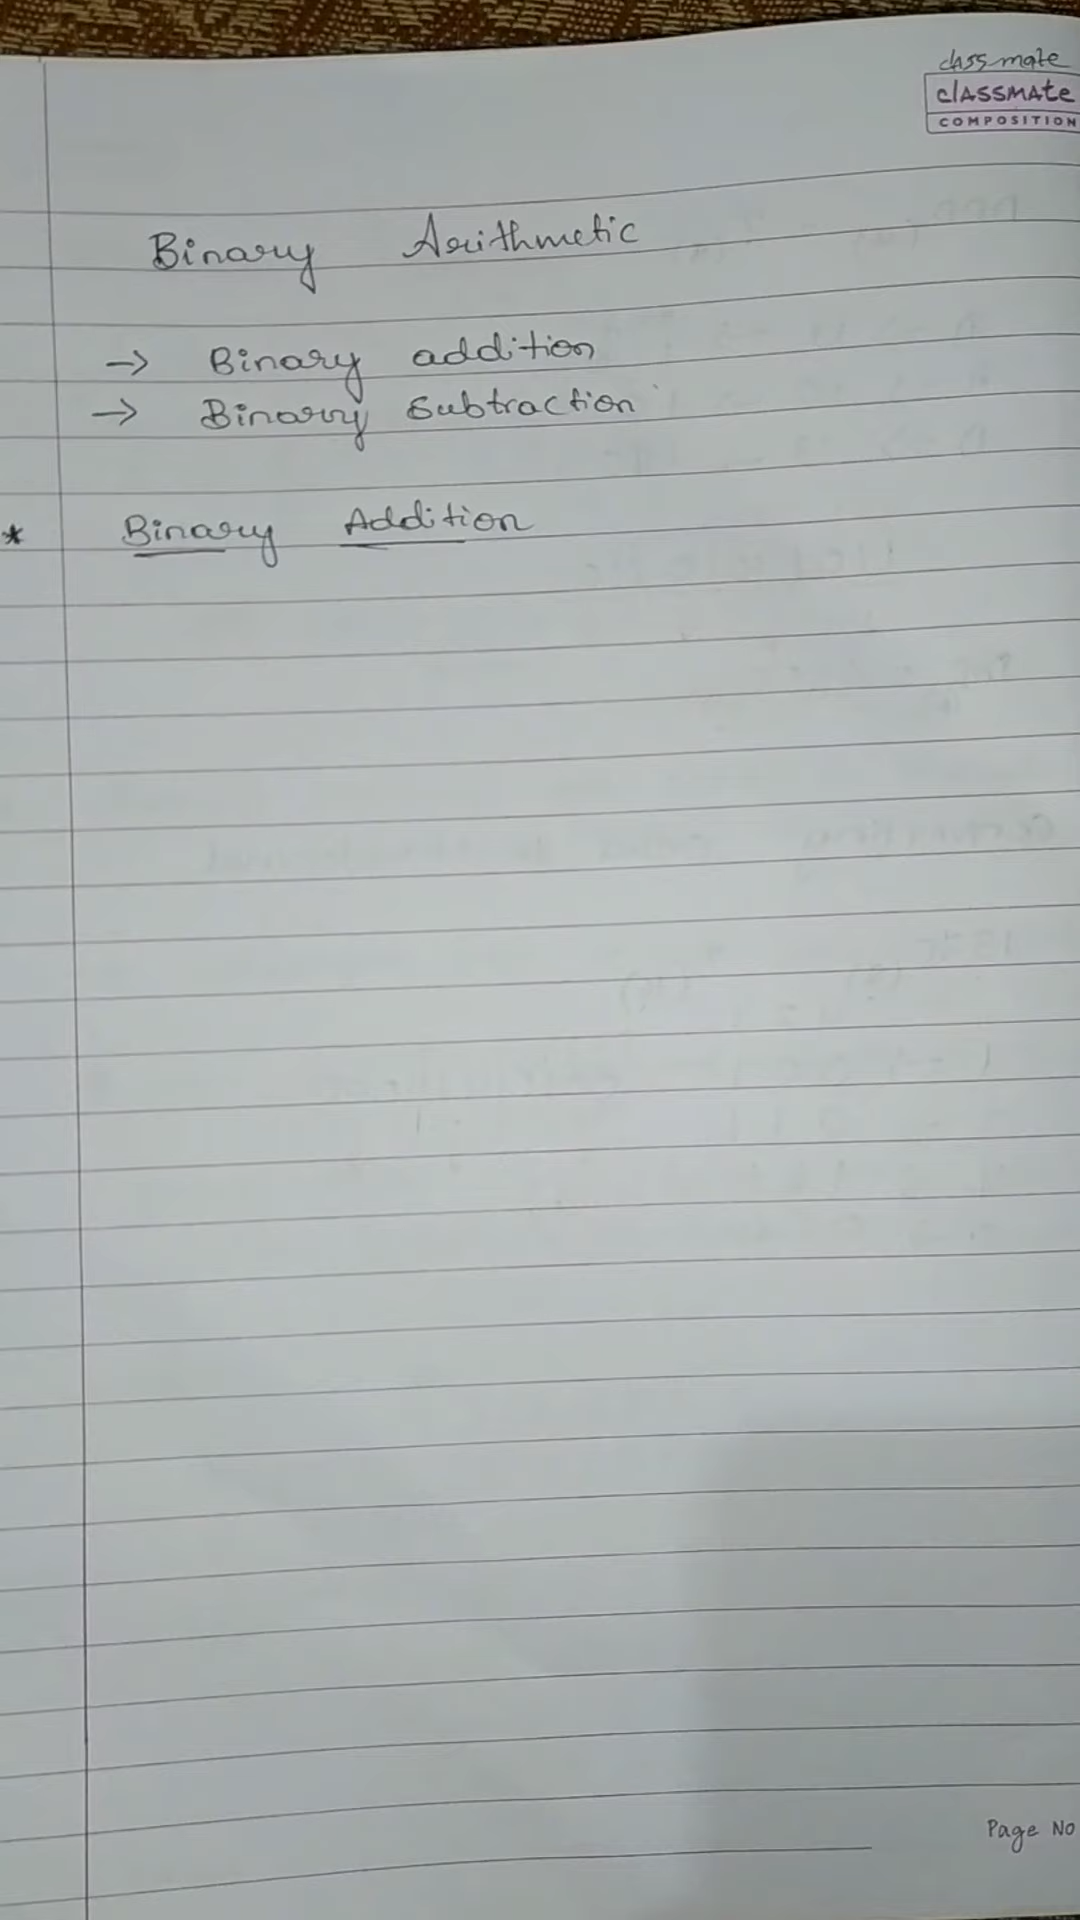 classmate
classmate
COMPOSITION
Binary Arithmetic
→ Binary addition
→ Binary Subtraction
* Binary Addition
Page No